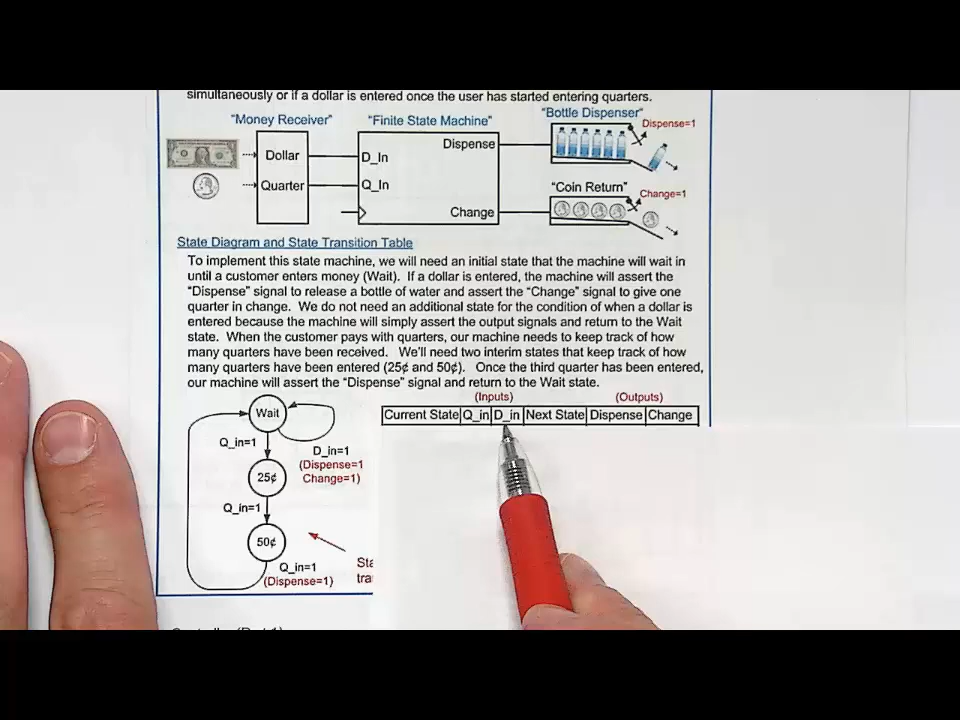 simultaneously or if a dollar is entered once the user has started entering quarters.
"Money Receiver"
"Finite State Machine"
"Bottle Dispenser"
Dispense=1
Dollar
D_In
Dispense
Quarter
Q_In
"Coin Return"
Change=1
Change
State Diagram and State Transition Table
To implement this state machine, we will need an initial state that the machine will wait in
until a customer enters money (Wait). If a dollar is entered, the machine will assert the
"Dispense" signal to release a bottle of water and assert the "Change" signal to give one
quarter in change. We do not need an additional state for the condition of when a dollar is
entered because the machine will simply assert the output signals and return to the Wait
state. When the customer pays with quarters, our machine needs to keep track of how
many quarters have been received. We'll need two interim states that keep track of how
many quarters have been entered (25¢ and 50¢). Once the third quarter has been entered,
our machine will assert the "Dispense" signal and return to the Wait state.
(Inputs)
(Outputs)
Current State Q_in D_in Next State Dispense Change
Wait
Q_in=1
D_in=1
(Dispense=1
Change=1)
25¢
Q_in=1
50¢
Q_in=1
(Dispense=1)